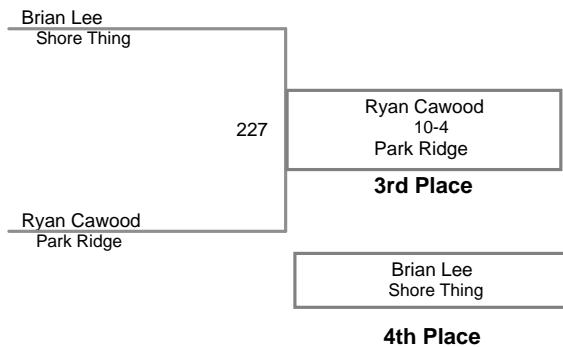 Brian Lee
Shore Thing
227
Ryan Cawood
10-4
Park Ridge
3rd Place
Ryan Cawood
Park Ridge
Brian Lee
Shore Thing
4th Place